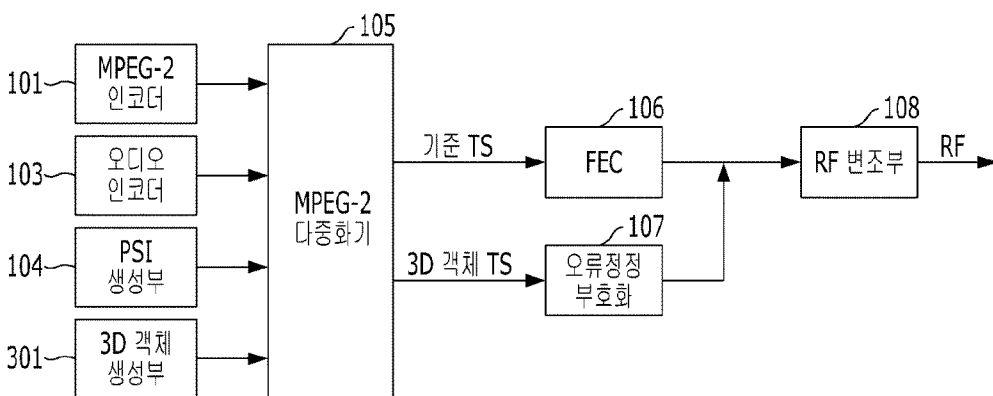 101
MPEG-2
인코더
103
오디오
인코더
104
PSI
생성부
301
3D 객체
생성부
105
MPEG-2
다중화기
기준 TS
3D 객체 TS
106
FEC
107
오류정정
부호화
108
RF 변조부
RF